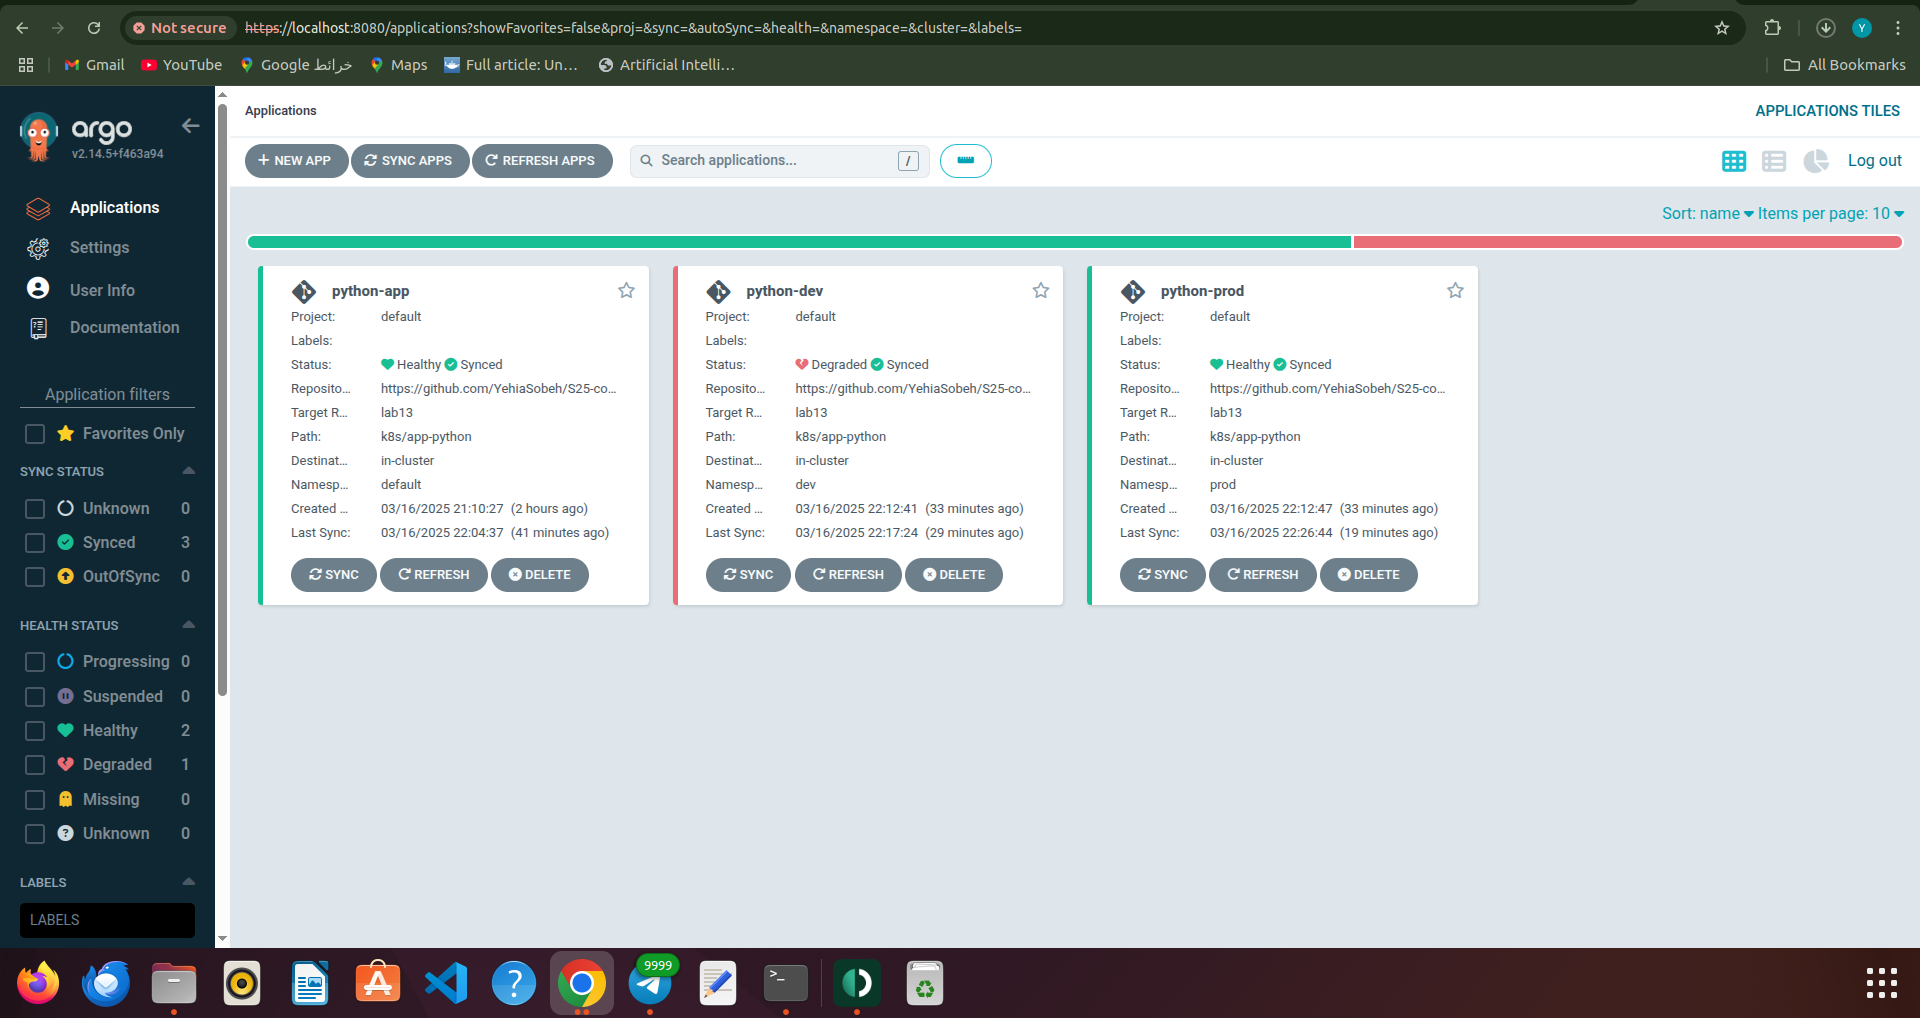 Not secure https://localhost:8080/applications?showFavorites=false&proj=&sync=&autoSync=&health=&namespace=&cluster=&labels=
Y
Gmail YouTube خرائط Google Maps Full article: Un... Artificial Intelli... All Bookmarks
argo
v2.14.5+f463a94
Applications
Settings
User Info
Documentation
Application filters
Favorites Only
SYNC STATUS
Unknown 0
Synced 3
OutOfSync 0
HEALTH STATUS
Progressing 0
Suspended 0
Healthy 2
Degraded 1
Missing 0
Unknown 0
LABELS
LABELS
Applications APPLICATIONS TILES
+ NEW APP SYNC APPS REFRESH APPS Search applications... / Log out
Sort: name Items per page: 10
python-app
Project: default
Labels:
Status: Healthy Synced
Reposito... https://github.com/YehiaSobeh/S25-co...
Target R... lab13
Path: k8s/app-python
Destinat... in-cluster
Namesp... default
Created ... 03/16/2025 21:10:27 (2 hours ago)
Last Sync: 03/16/2025 22:04:37 (41 minutes ago)
SYNC REFRESH DELETE
python-dev
Project: default
Labels:
Status: Degraded Synced
Reposito... https://github.com/YehiaSobeh/S25-co...
Target R... lab13
Path: k8s/app-python
Destinat... in-cluster
Namesp... dev
Created ... 03/16/2025 22:12:41 (33 minutes ago)
Last Sync: 03/16/2025 22:17:24 (29 minutes ago)
SYNC REFRESH DELETE
python-prod
Project: default
Labels:
Status: Healthy Synced
Reposito... https://github.com/YehiaSobeh/S25-co...
Target R... lab13
Path: k8s/app-python
Destinat... in-cluster
Namesp... prod
Created ... 03/16/2025 22:12:47 (33 minutes ago)
Last Sync: 03/16/2025 22:26:44 (19 minutes ago)
SYNC REFRESH DELETE
9999